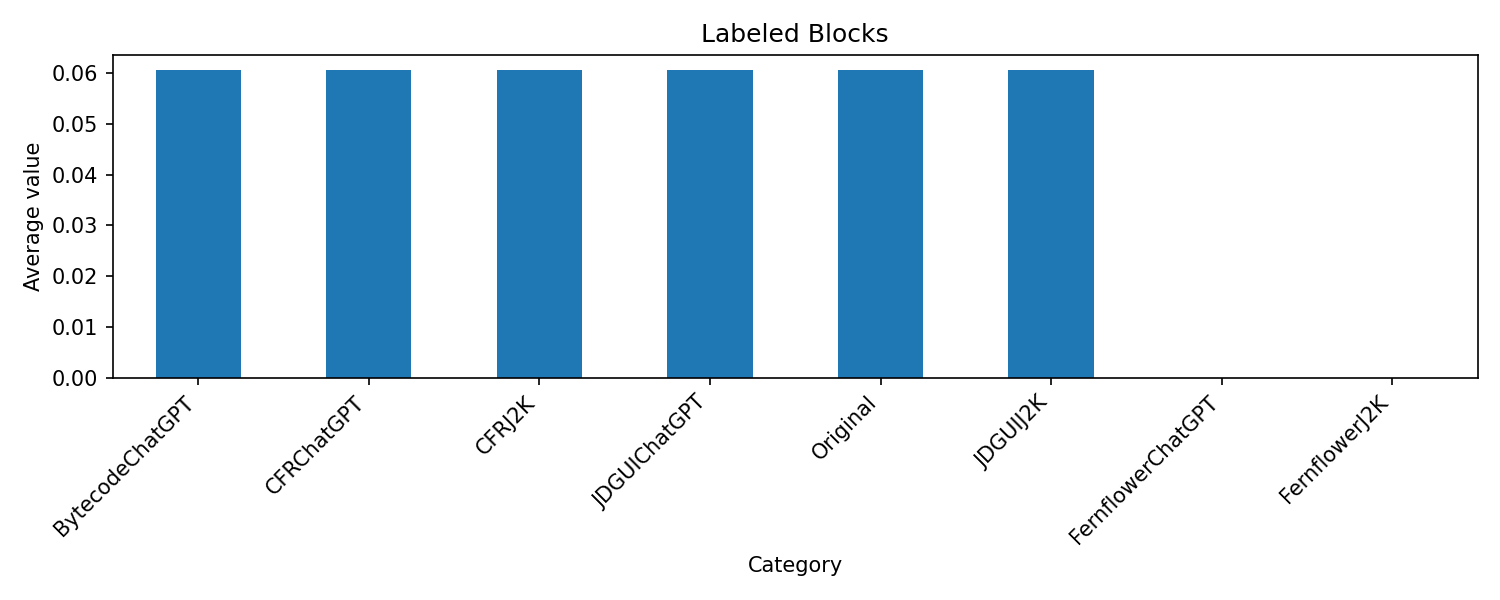 Labeled Blocks
Average value
0.06
0.05
0.04
0.03
0.02
0.01
0.00
BytecodeChatGPT
CFRChatGPT
CFRJ2K
JDGUIChatGPT
Original
JDGUIJ2K
FernflowerChatGPT
FernflowerJ2K
Category